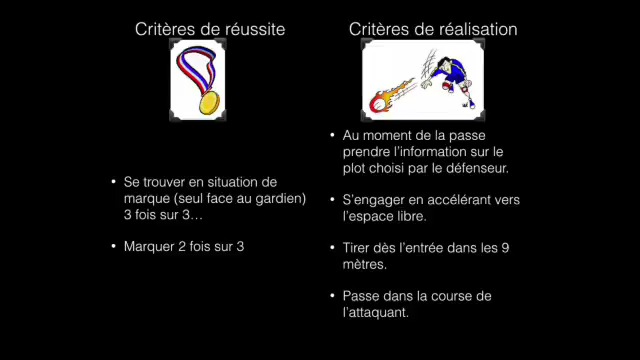 Critères de réussite
• Se trouver en situation de
marque (seul face au gardien)
3 fois sur 3…
• Marquer 2 fois sur 3
Critères de réalisation
• Au moment de la passe
prendre l'information sur le
plot choisi par le défenseur.
• S'engager en accélérant vers
l'espace libre.
• Tirer dès l'entrée dans les 9
mètres.
• Passe dans la course de
l'attaquant.